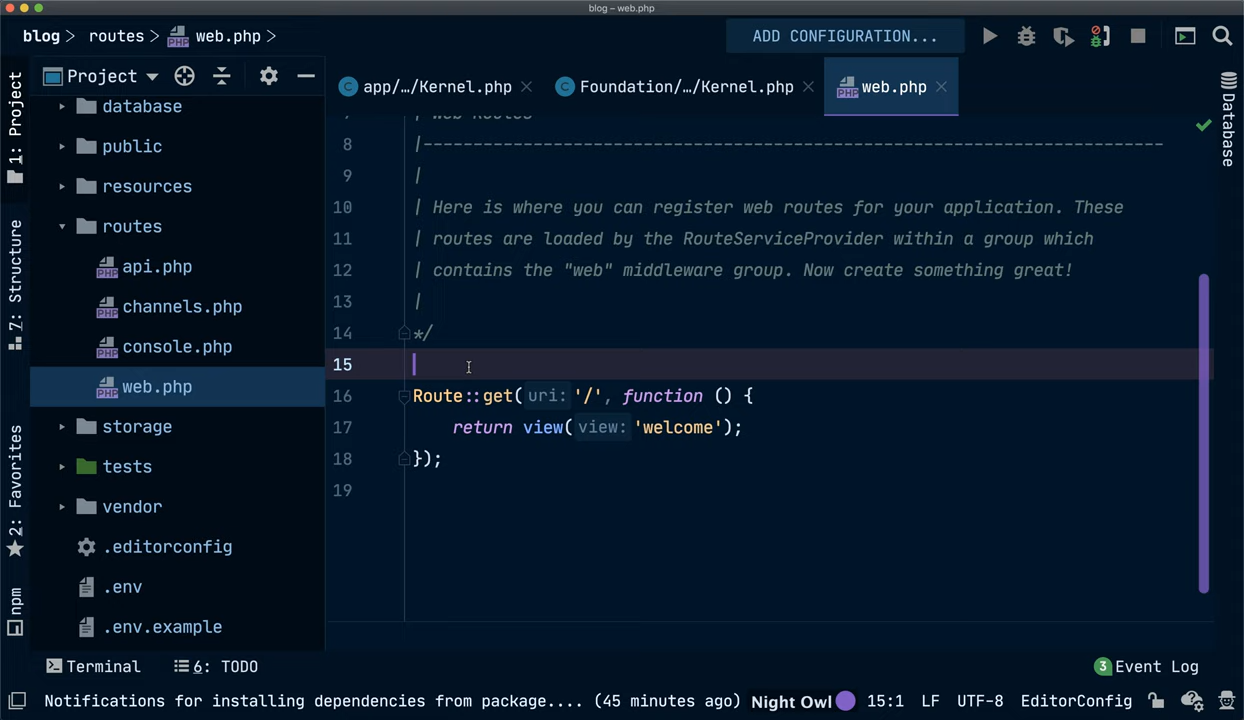 blog – web.php
blog > routes > web.php >
ADD CONFIGURATION...
1: Project
7: Structure
2: Favorites
npm
Project
database
public
resources
routes
api.php
channels.php
console.php
web.php
storage
tests
vendor
.editorconfig
.env
.env.example
app/…/Kernel.php
Foundation/…/Kernel.php
web.php
| Web Routes
8 |--------------------------------------------------------------------------
9 |
10 | Here is where you can register web routes for your application. These
11 | routes are loaded by the RouteServiceProvider within a group which
12 | contains the "web" middleware group. Now create something great!
13 |
14 */
15
16 Route::get( uri: '/', function () {
17 return view( view: 'welcome');
18 });
19
Database
Terminal
6: TODO
3 Event Log
Notifications for installing dependencies from package.... (45 minutes ago)
Night Owl
15:1 LF UTF-8 EditorConfig